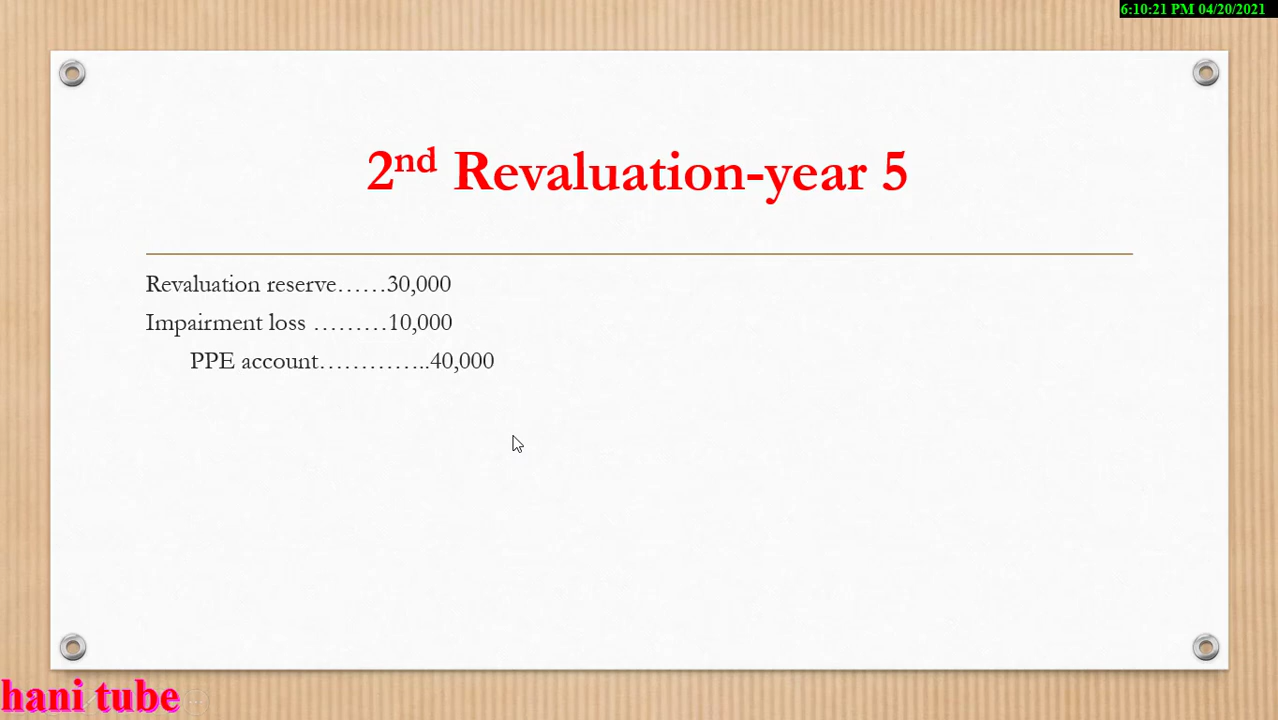 6:10:21 PM 04/20/2021
2nd Revaluation-year 5
Revaluation reserve……30,000
Impairment loss ………10,000
PPE account…………..40,000
hani tube